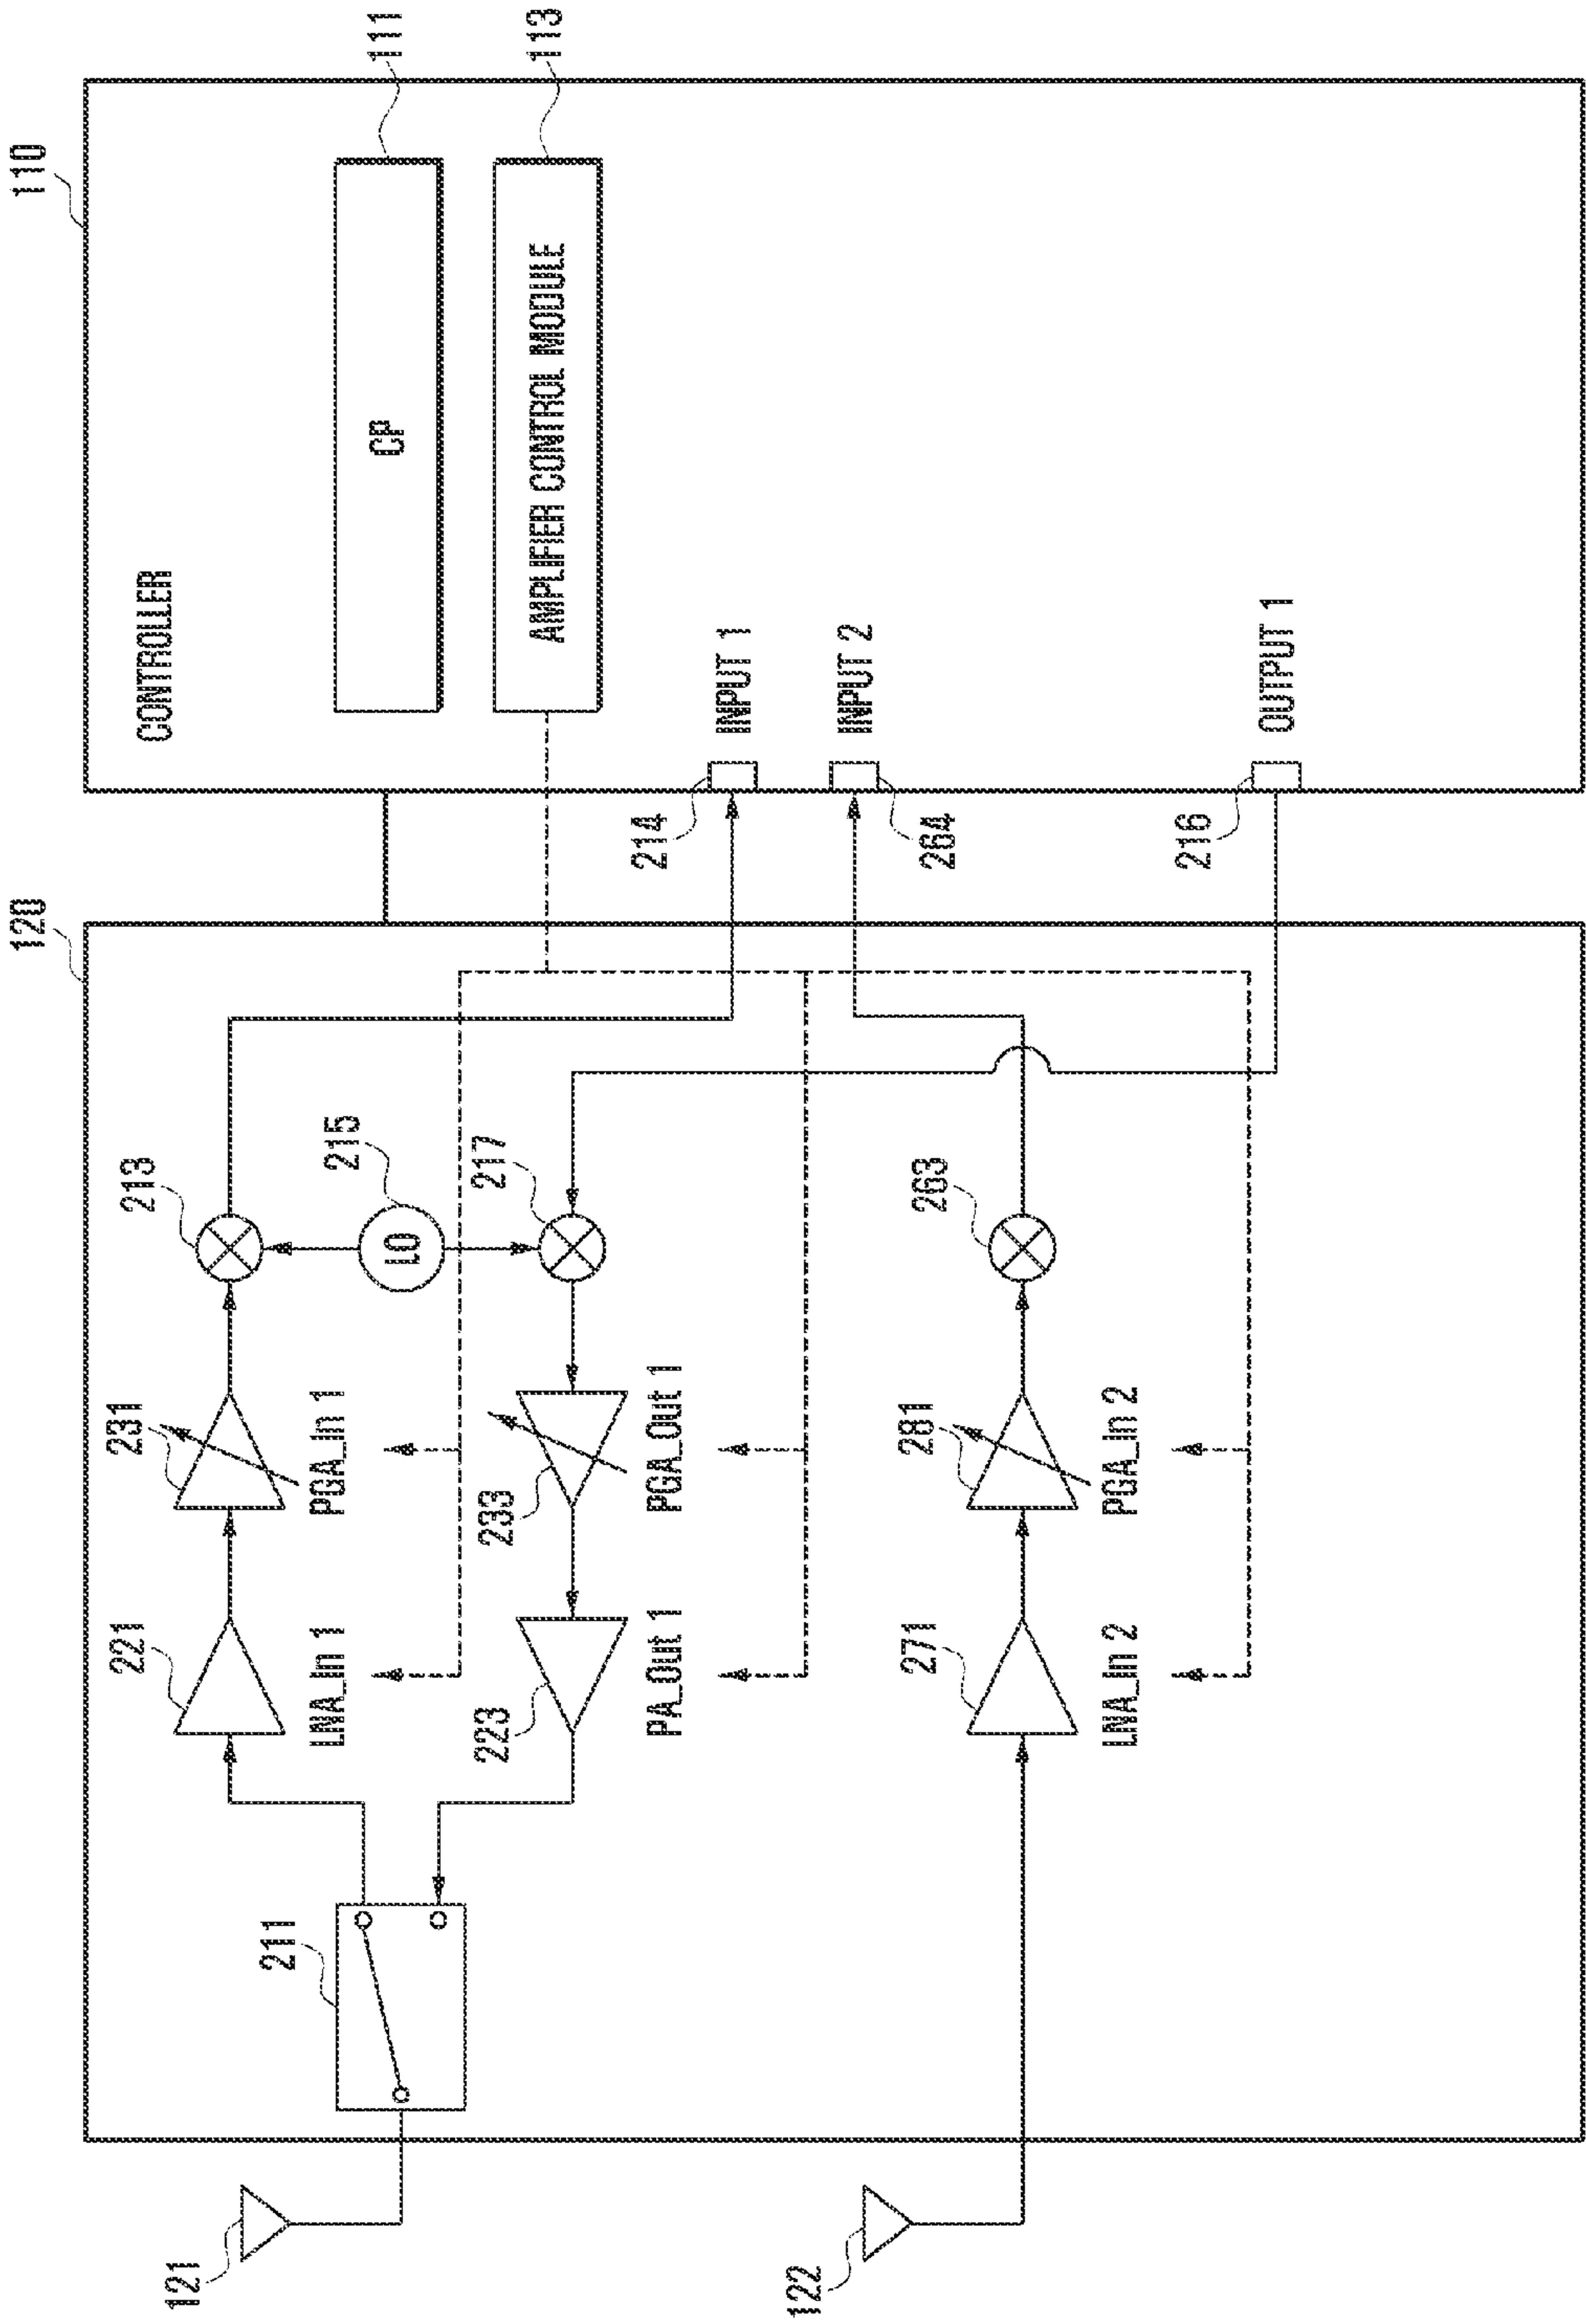 120
110
CONTROLLER
213
231
221
111
CP
PGA_In 1
LNA_In 1
211
121
215
LO
113
AMPLIFIER CONTROL MODULE
217
233
223
PGA_Out 1
PA_Out 1
214
INPUT 1
INPUT 2
264
263
281
271
122
PGA_In 2
LNA_In 2
216
OUTPUT 1